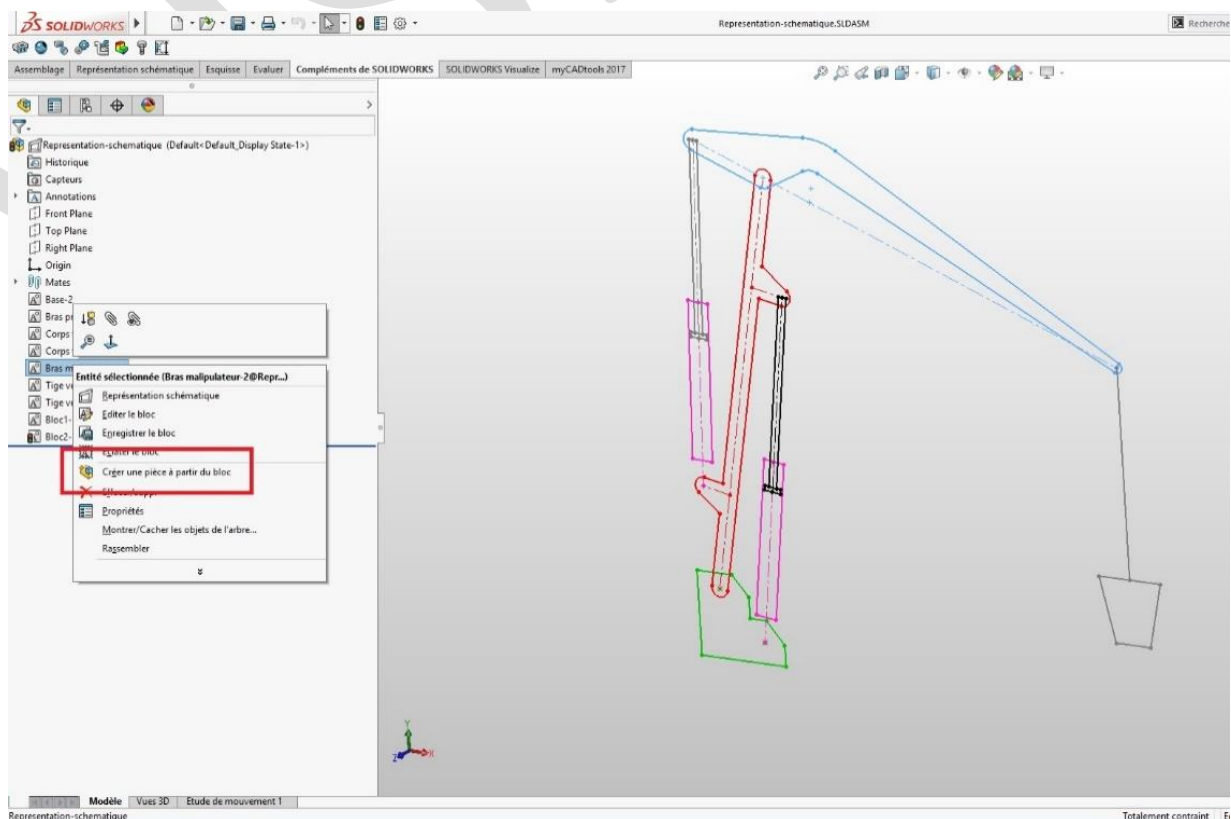 SOLIDWORKS
Representation-schematique.SLDASM
Recherche
Assemblage Représentation schématique Esquisse Evaluer Compléments de SOLIDWORKS SOLIDWORKS Visualize myCADtools 2017
Representation-schematique (Default<Default_Display State-1>)
Historique
Capteurs
Annotations
Front Plane
Top Plane
Right Plane
Origin
Mates
Base-2
Bras pr
Corps
Corps
Bras m
Entité sélectionnée (Bras malipulateur-2@Repr...)
Tige v
Représentation schématique
Tige v
Editer le bloc
Bloc1-
Enregistrer le bloc
Bloc2-
Eclater le bloc
Créer une pièce à partir du bloc
Propriétés
Montrer/Cacher les objets de l'arbre...
Rassembler
Y
Z
X
Modèle Vues 3D Etude de mouvement 1
Representation-schematique
Totalement contraint